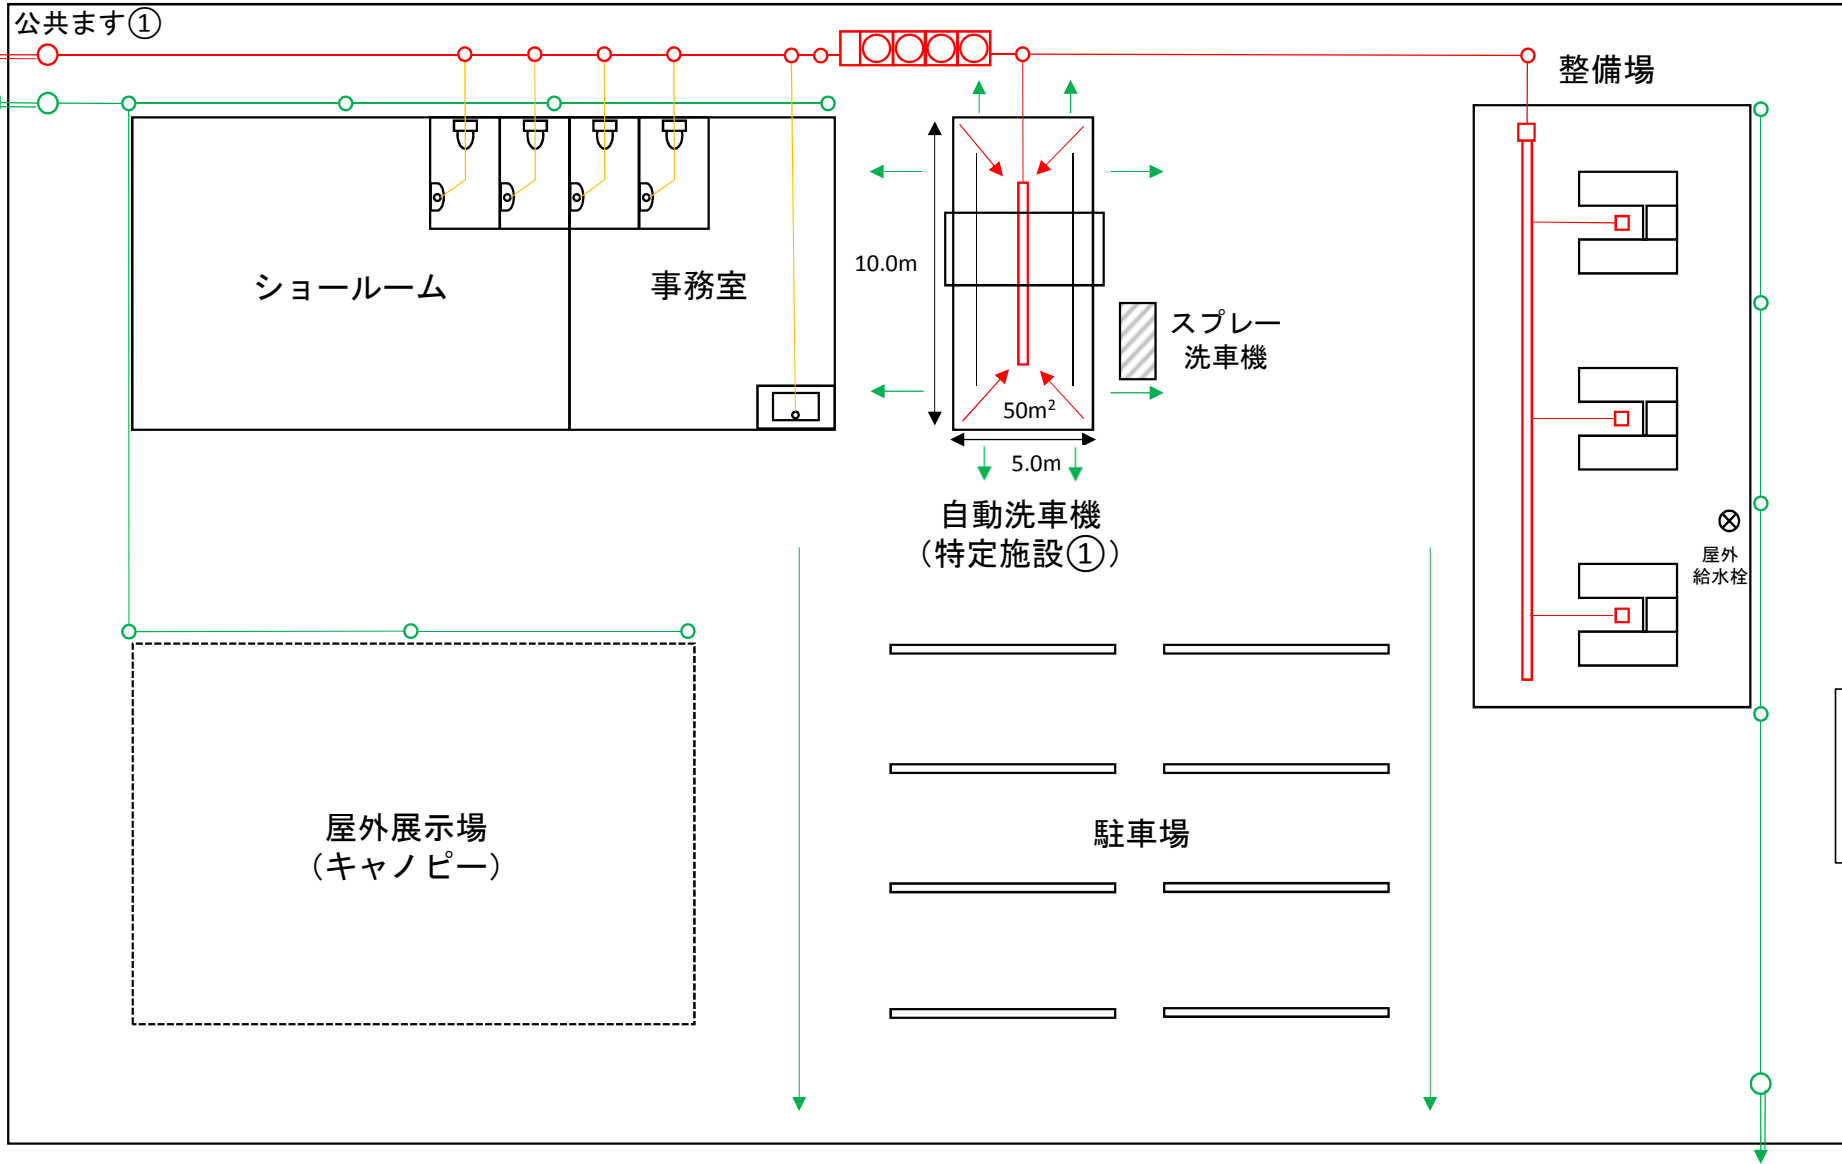 公共ます①
整備場
ショールーム
事務室
10.0m
スプレー
洗車機
50m²
5.0m
自動洗車機
（特定施設①）
屋外
給水栓
屋外展示場
（キャノピー）
駐車場